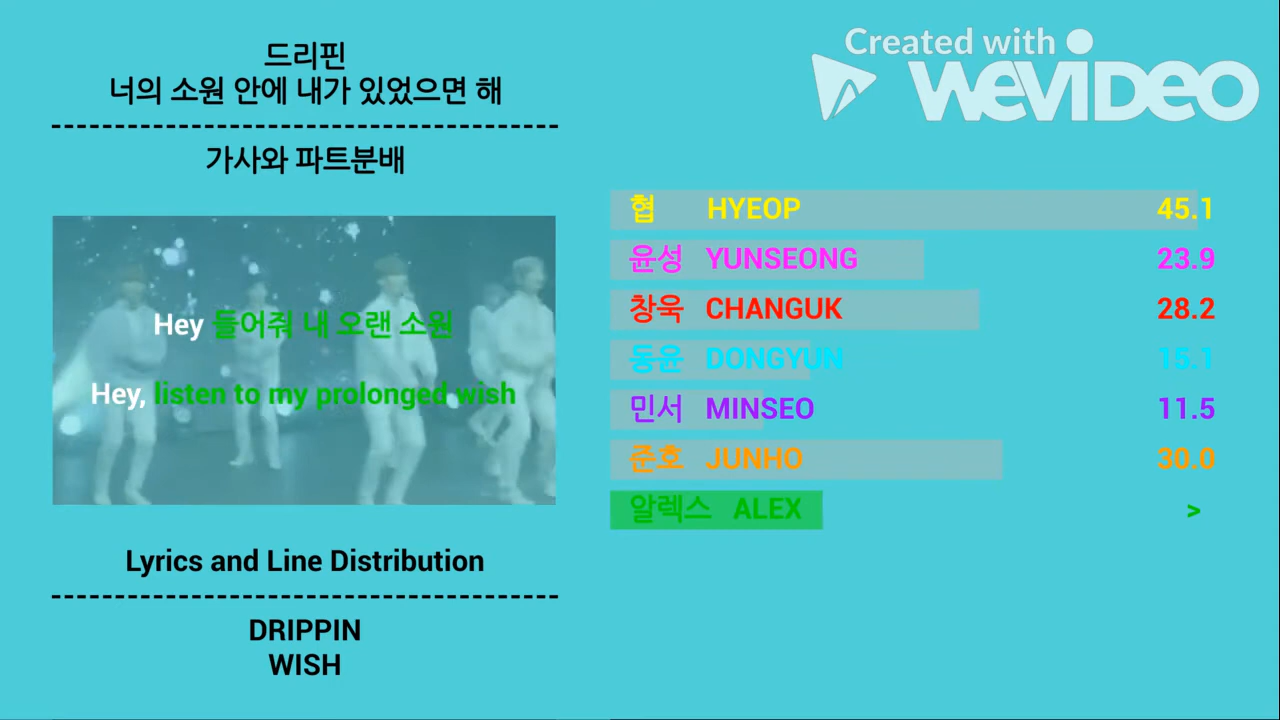 드리핀
너의 소원 안에 내가 있었으면 해
가사와 파트분배
Hey 들어줘 내 오랜 소원
Hey, listen to my prolonged wish
Lyrics and Line Distribution
DRIPPIN
WISH
Created with
WEVIDEO
협 HYEOP 45.1
윤성 YUNSEONG 23.9
창욱 CHANGUK 28.2
동윤 DONGYUN 15.1
민서 MINSEO 11.5
준호 JUNHO 30.0
알렉스 ALEX >